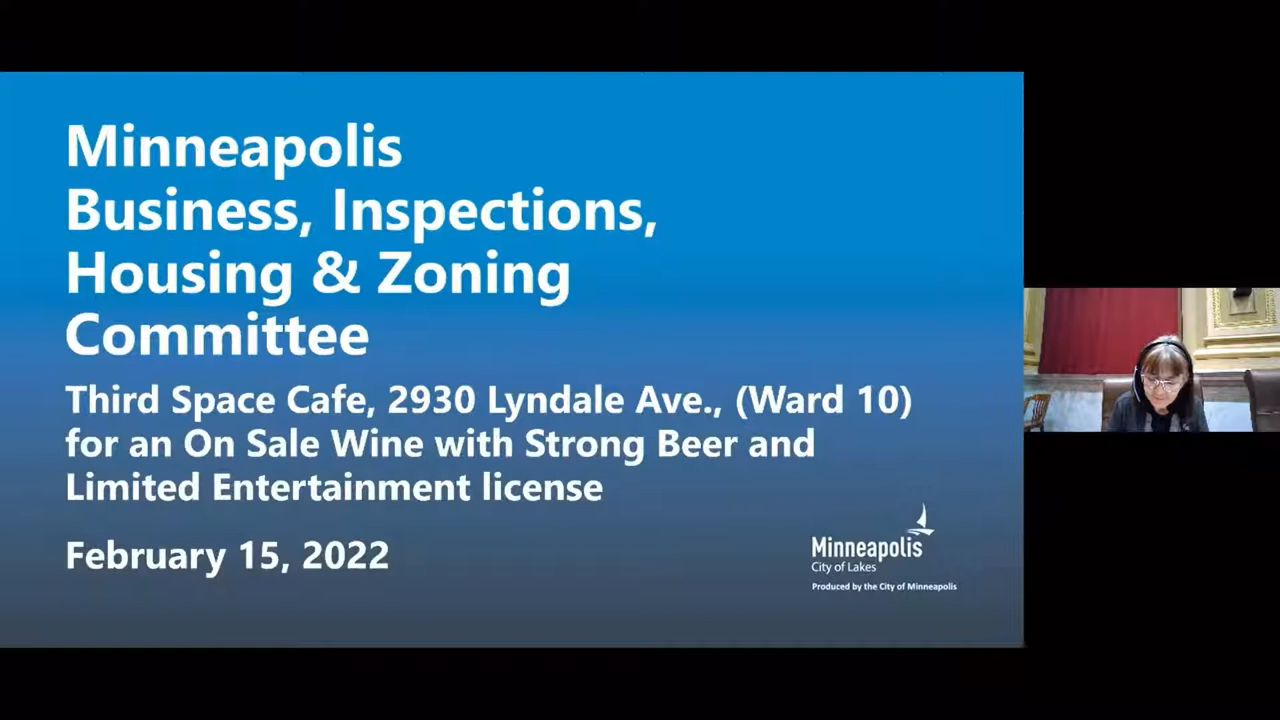 Minneapolis
Business, Inspections,
Housing & Zoning
Committee
Third Space Cafe, 2930 Lyndale Ave., (Ward 10)
for an On Sale Wine with Strong Beer and
Limited Entertainment license
February 15, 2022
Minneapolis
City of Lakes
Produced by the City of Minneapolis